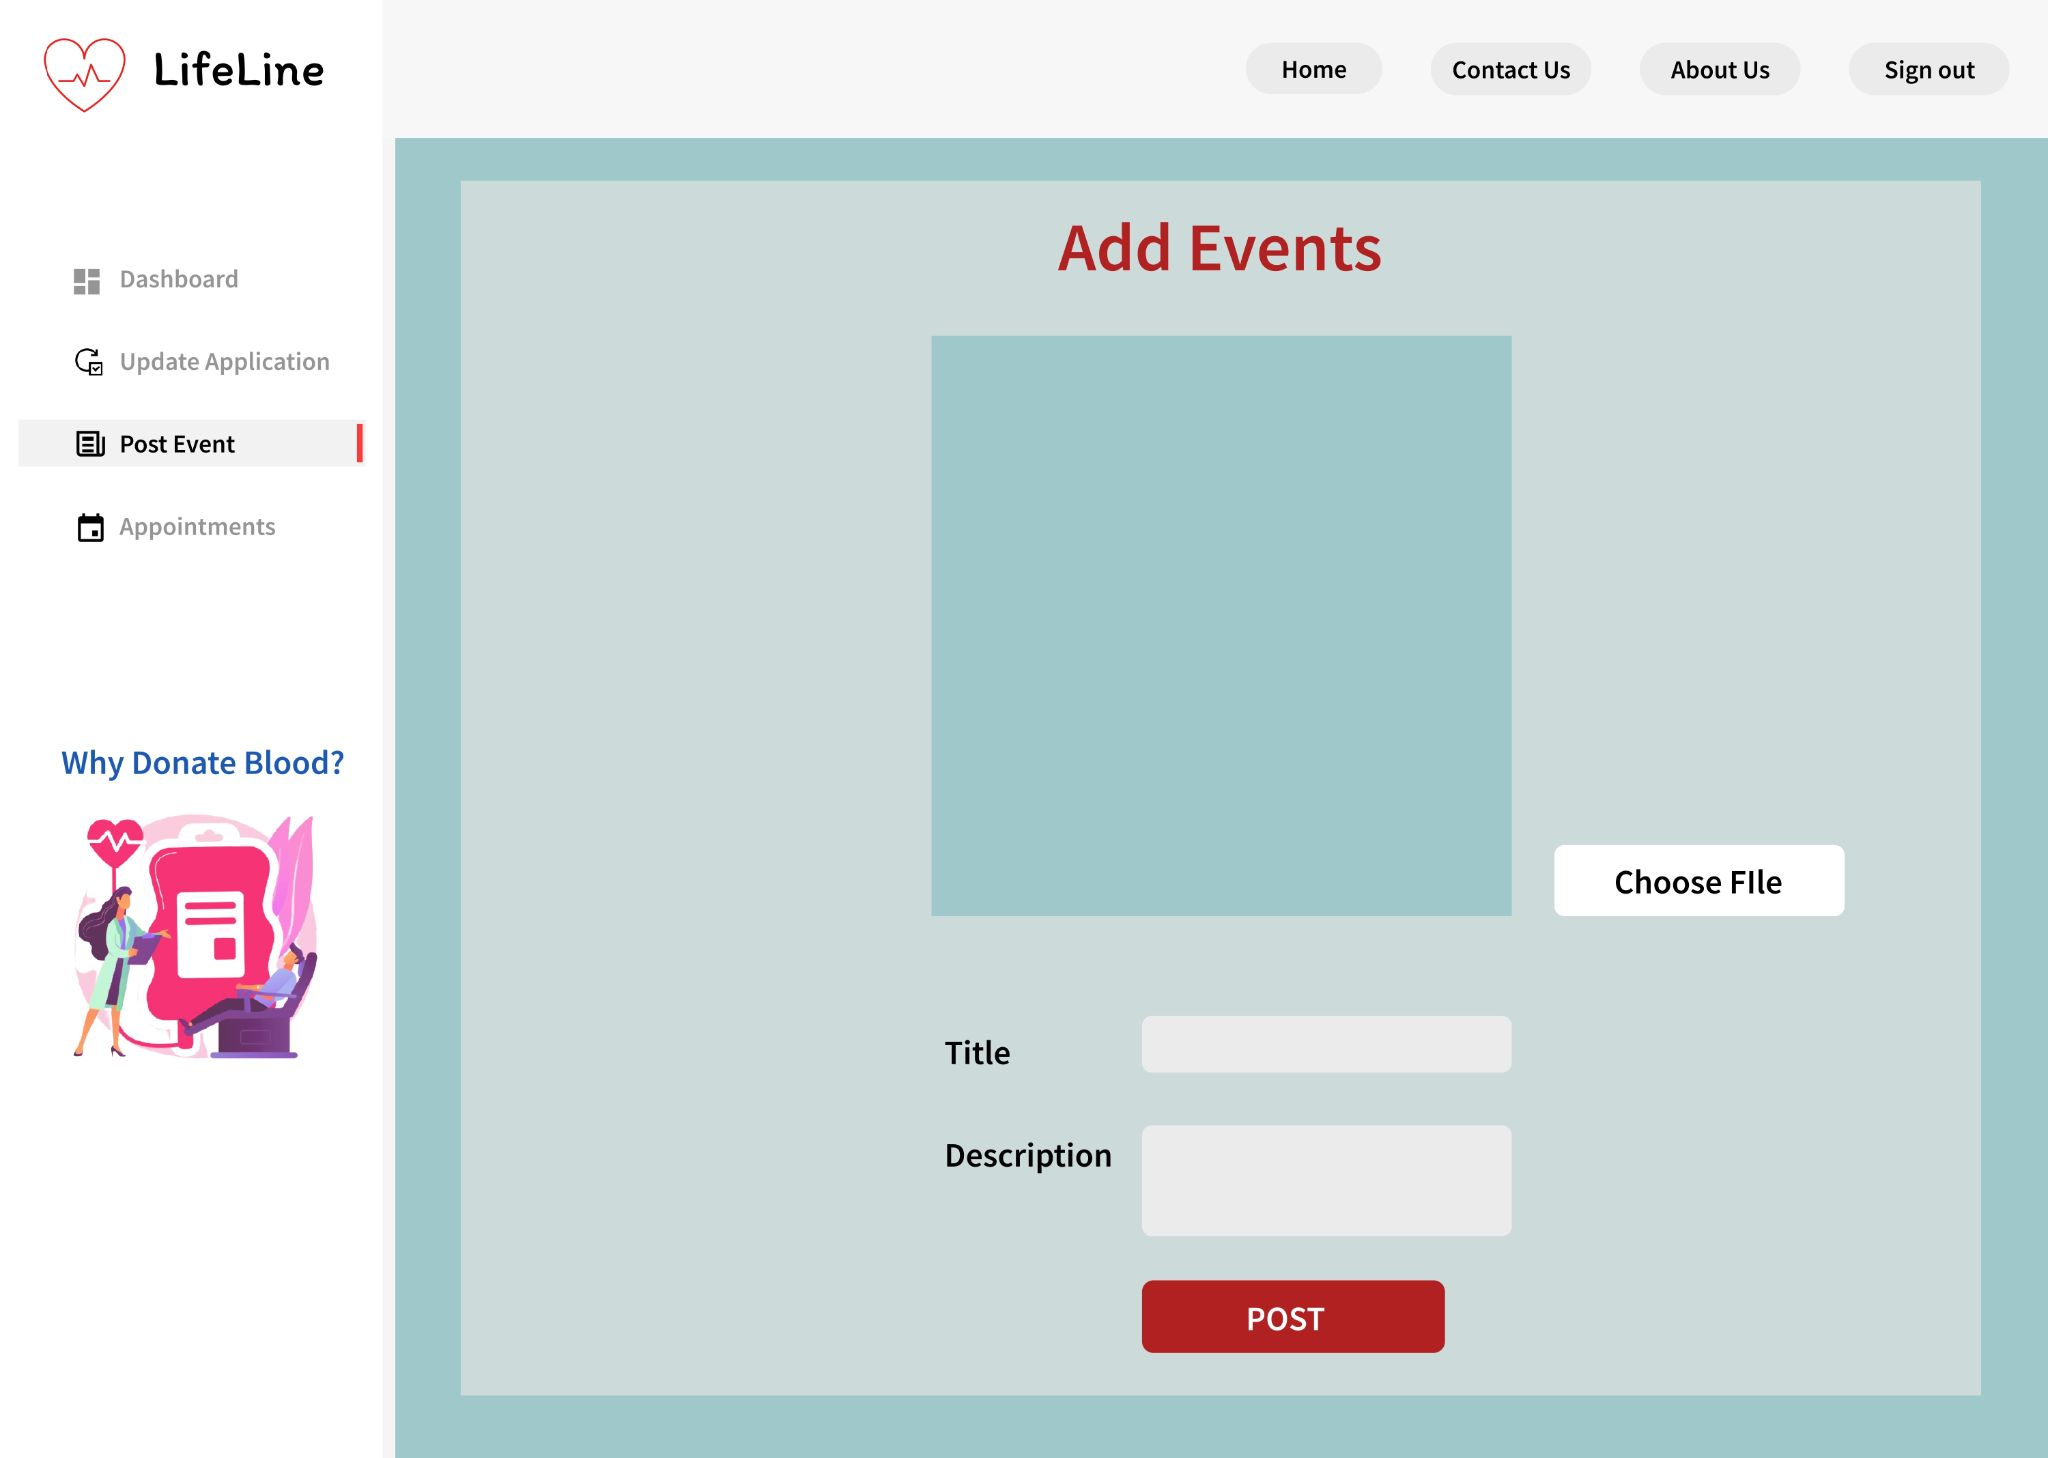 LifeLine
Home
Contact Us
About Us
Sign out
Dashboard
Update Application
Post Event
Appointments
Why Donate Blood?
Add Events
Choose FIle
Title
Description
POST